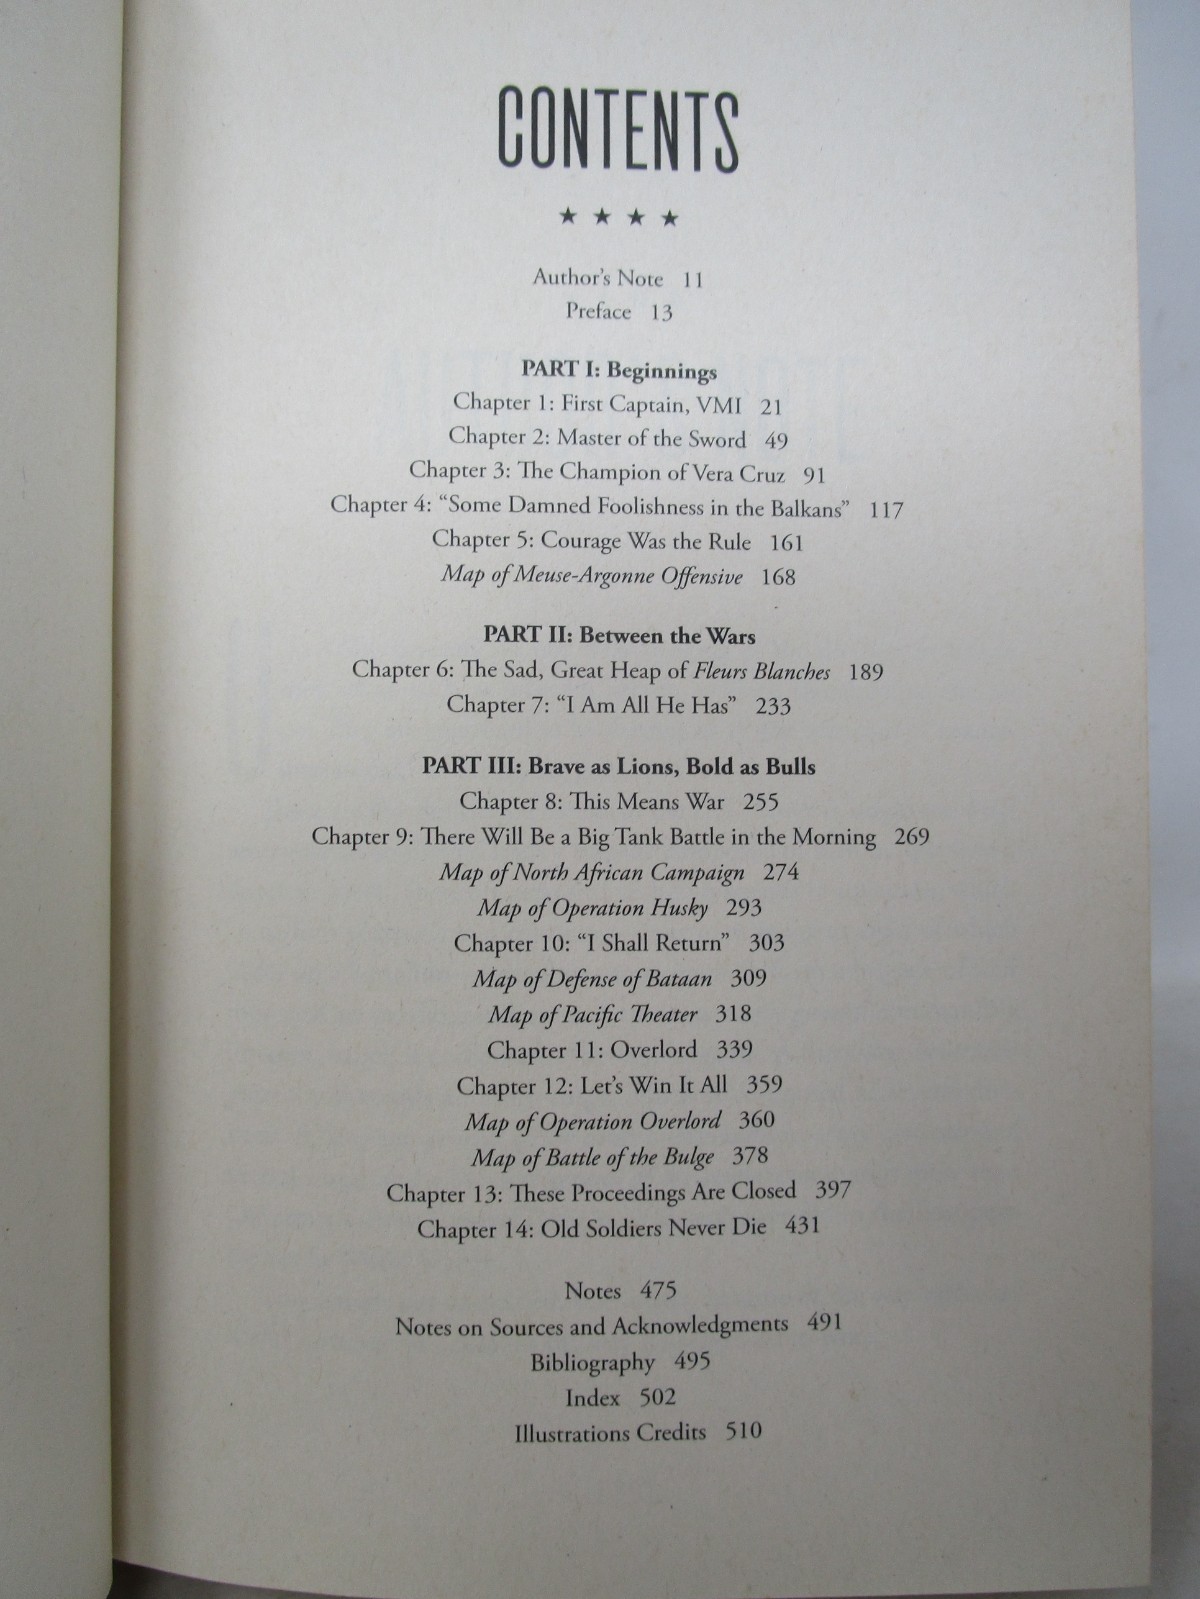 CONTENTS
★ ★ ★ ★
Author's Note 11
Preface 13
PART I: Beginnings
Chapter 1: First Captain, VMI 21
Chapter 2: Master of the Sword 49
Chapter 3: The Champion of Vera Cruz 91
Chapter 4: “Some Damned Foolishness in the Balkans” 117
Chapter 5: Courage Was the Rule 161
Map of Meuse-Argonne Offensive 168
PART II: Between the Wars
Chapter 6: The Sad, Great Heap of Fleurs Blanches 189
Chapter 7: “I Am All He Has” 233
PART III: Brave as Lions, Bold as Bulls
Chapter 8: This Means War 255
Chapter 9: There Will Be a Big Tank Battle in the Morning 269
Map of North African Campaign 274
Map of Operation Husky 293
Chapter 10: “I Shall Return” 303
Map of Defense of Bataan 309
Map of Pacific Theater 318
Chapter 11: Overlord 339
Chapter 12: Let's Win It All 359
Map of Operation Overlord 360
Map of Battle of the Bulge 378
Chapter 13: These Proceedings Are Closed 397
Chapter 14: Old Soldiers Never Die 431
Notes 475
Notes on Sources and Acknowledgments 491
Bibliography 495
Index 502
Illustrations Credits 510